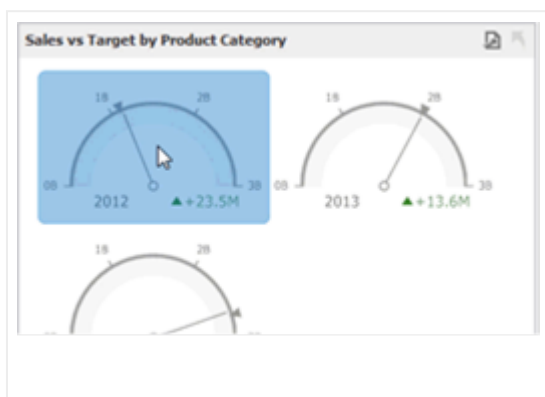 Sales vs Target by Product Category
1B 2B 1B 2B
0B 3B 0B 3B
2012 ▲+23.5M 2013 ▲+13.6M
1B 2B